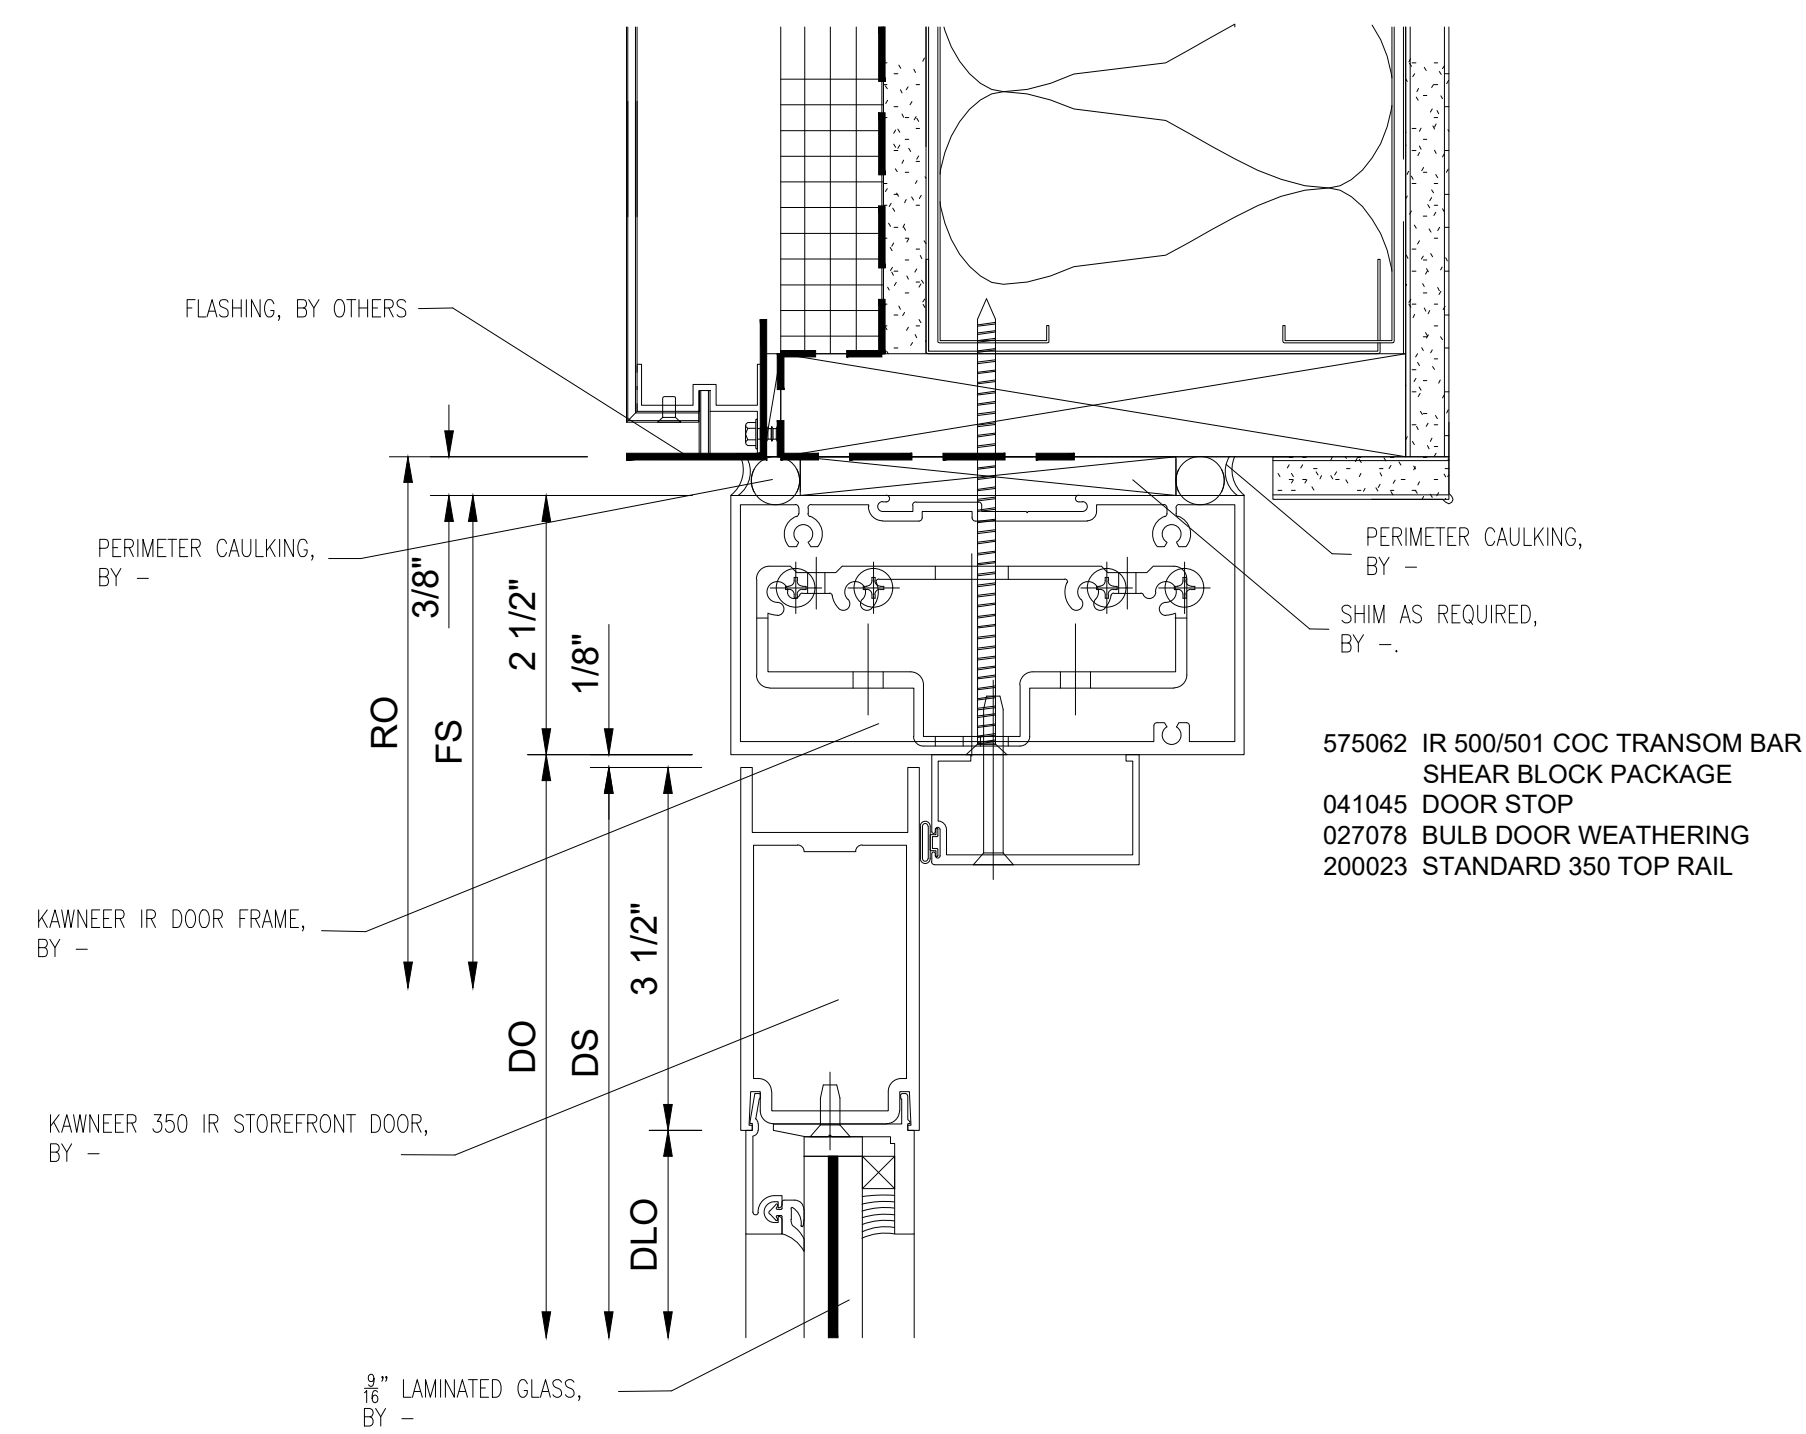 FLASHING, BY OTHERS
PERIMETER CAULKING,
BY -
3/8"
2 1/2"
1/8"
RO
FS
PERIMETER CAULKING,
BY -
SHIM AS REQUIRED,
BY -.
575062 IR 500/501 COC TRANSOM BAR
SHEAR BLOCK PACKAGE
041045 DOOR STOP
027078 BULB DOOR WEATHERING
200023 STANDARD 350 TOP RAIL
KAWNEER IR DOOR FRAME,
BY -
3 1/2"
DO
DS
KAWNEER 350 IR STOREFRONT DOOR,
BY -
DLO
9/16" LAMINATED GLASS,
BY -